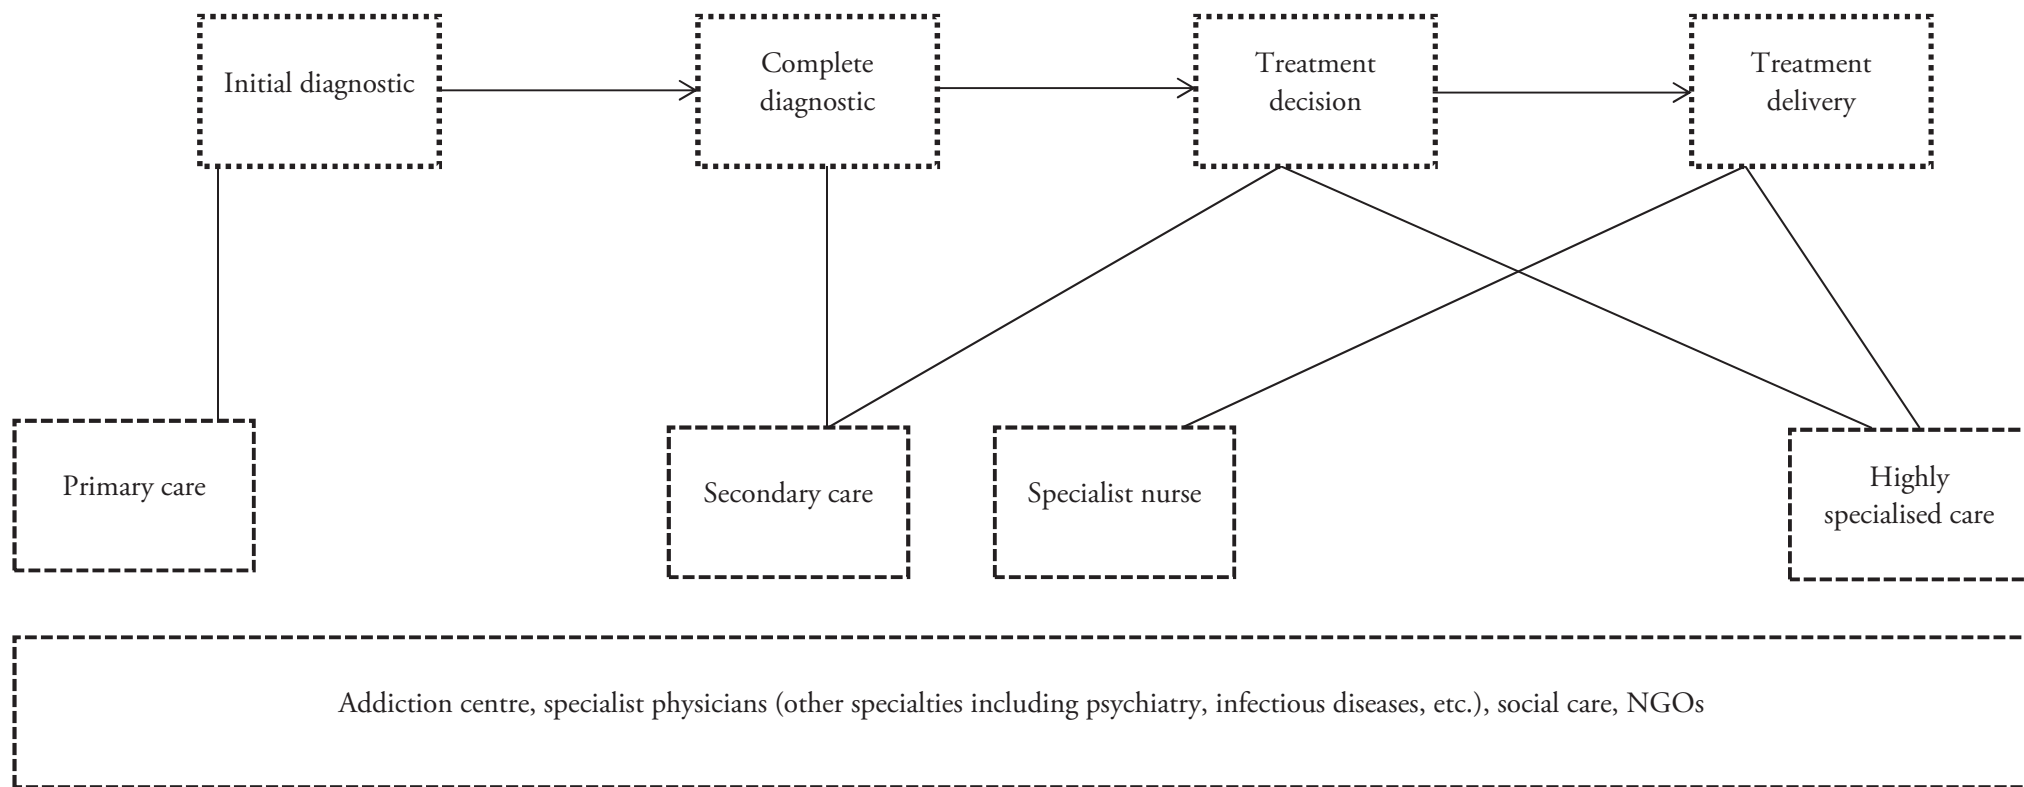 Initial diagnostic
Complete
diagnostic
Treatment
decision
Treatment
delivery
Primary care
Secondary care
Specialist nurse
Highly
specialised care
Addiction centre, specialist physicians (other specialties including psychiatry, infectious diseases, etc.), social care, NGOs